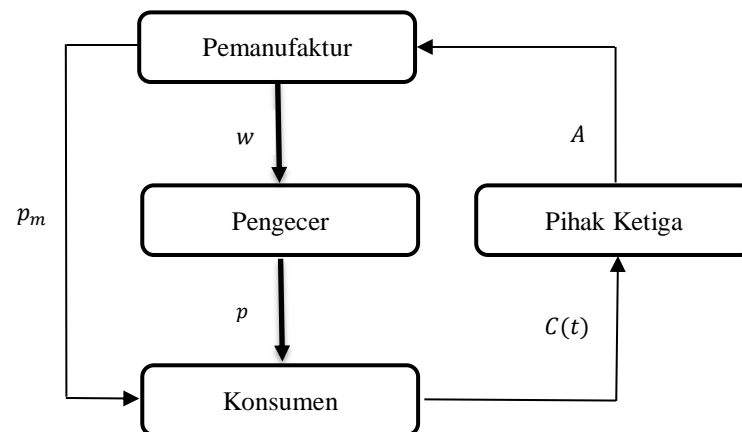 Pemanufaktur
w
A
p_m
Pengecer
Pihak Ketiga
p
C(t)
Konsumen